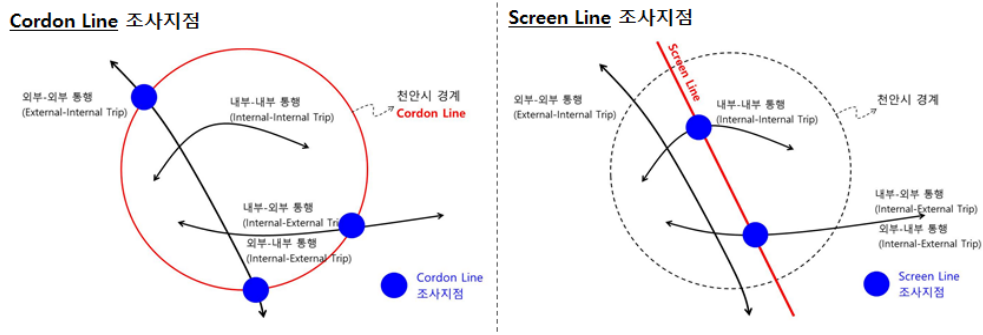 Cordon Line 조사지점
외부-외부 통행
(External-Internal Trip)
내부-내부 통행
(Internal-Internal Trip)
천안시 경계
Cordon Line
내부-외부 통행
(Internal-External Trip)
외부-내부 통행
(Internal-External Trip)
Cordon Line
조사지점
Screen Line 조사지점
Screen Line
외부-외부 통행
(External-Internal Trip)
내부-내부 통행
(Internal-Internal Trip)
천안시 경계
내부-외부 통행
(Internal-External Trip)
외부-내부 통행
(Internal-External Trip)
Screen Line
조사지점